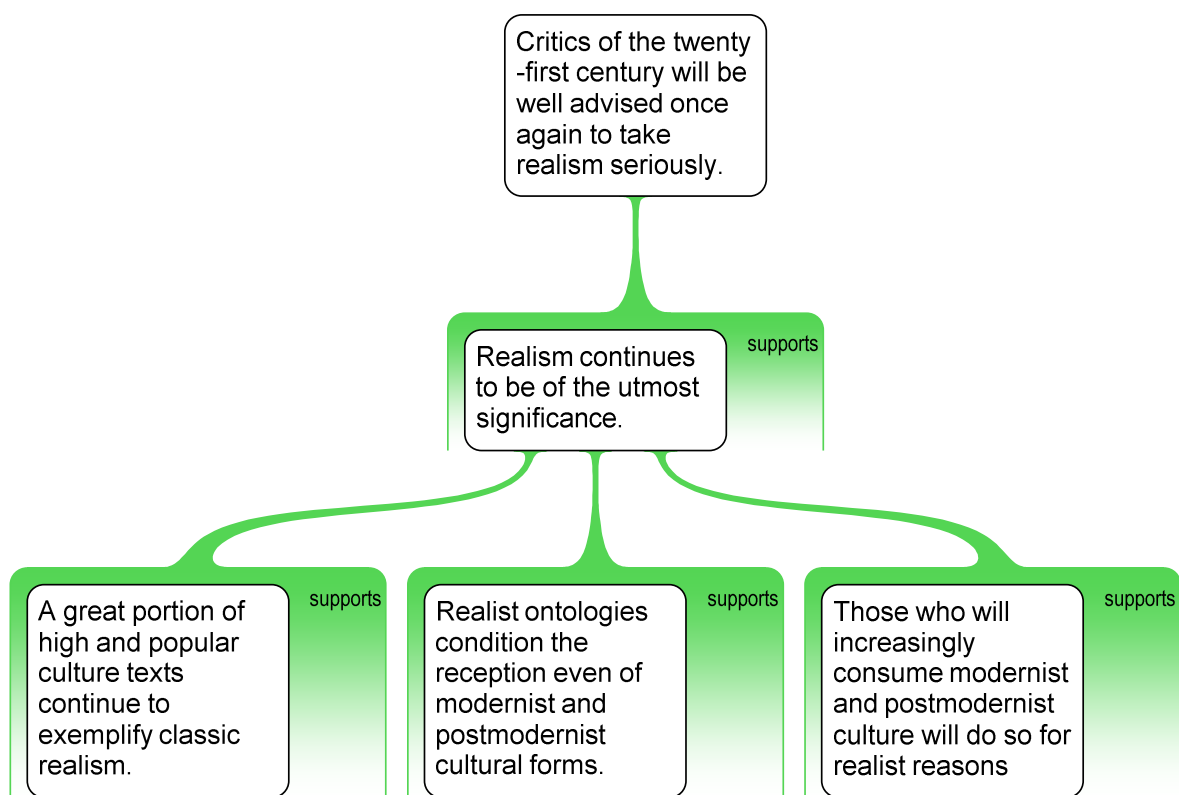 Critics of the twenty
-first century will be
well advised once
again to take
realism seriously.
supports
Realism continues
to be of the utmost
significance.
supports
A great portion of
high and popular
culture texts
continue to
exemplify classic
realism.
supports
Realist ontologies
condition the
reception even of
modernist and
postmodernist
cultural forms.
supports
Those who will
increasingly
consume modernist
and postmodernist
culture will do so for
realist reasons